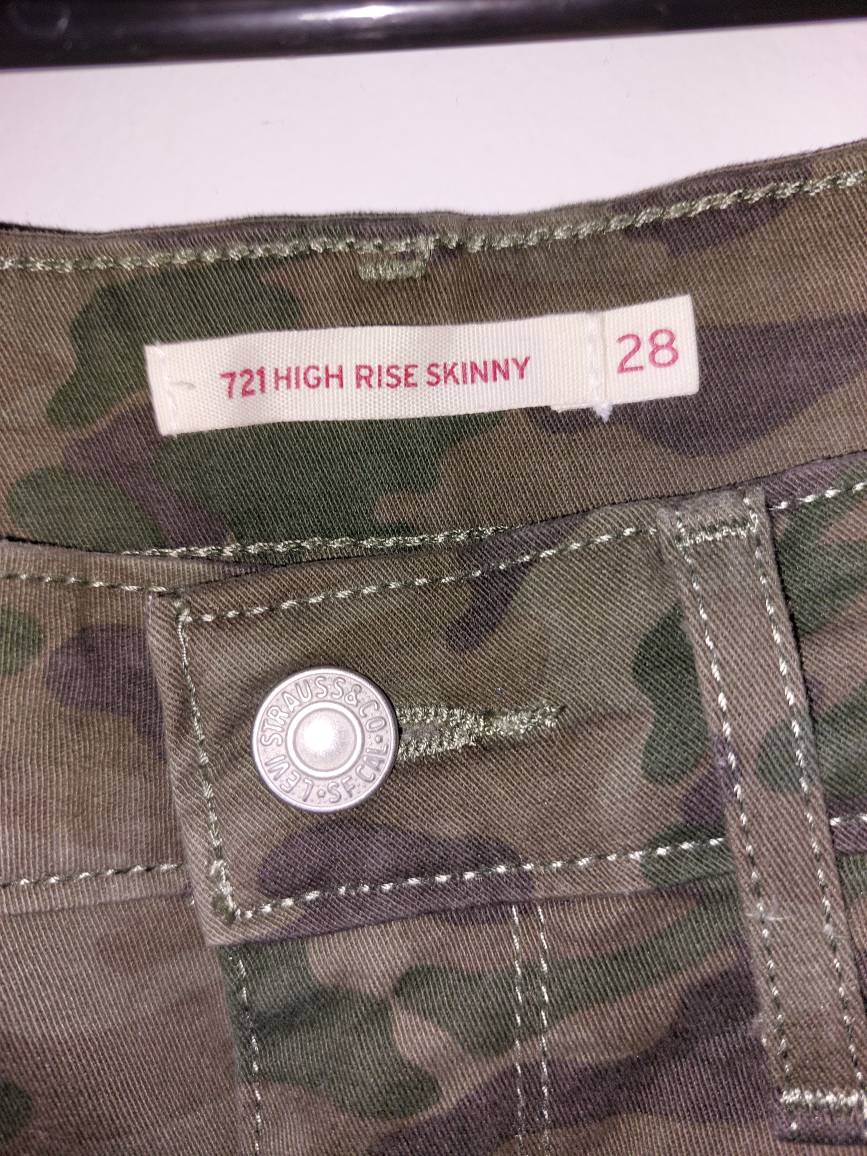 721 HIGH RISE SKINNY 28
LEVI STRAUSS & CO. S.F. CAL.